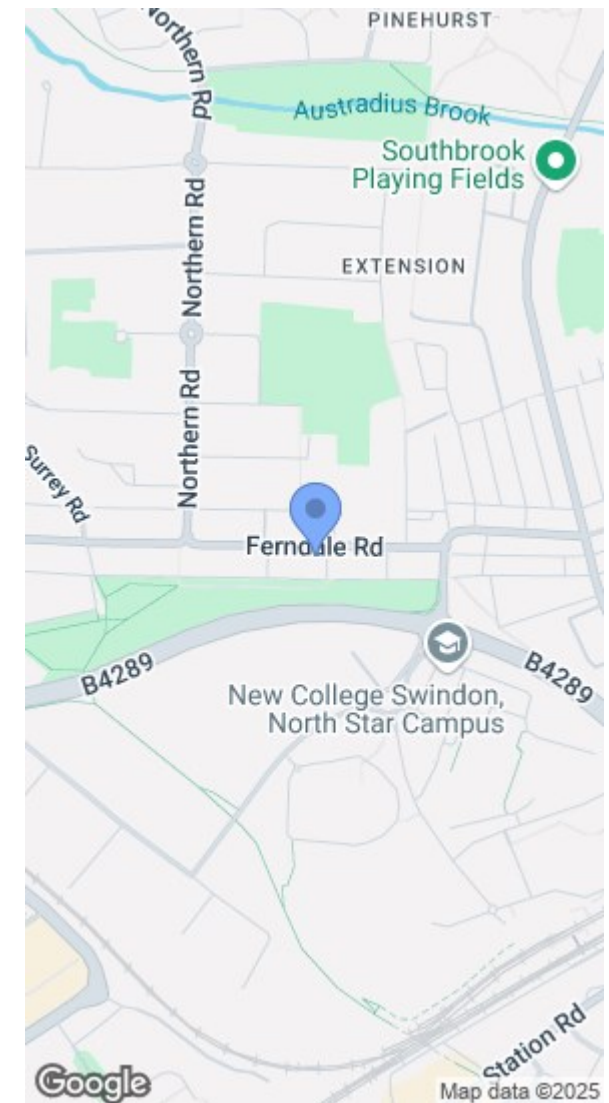 PINEHURST
Northern Rd
Austradius Brook
Southbrook
Playing Fields
Northern Rd
EXTENSION
Northern Rd
Surrey Rd
Ferndale Rd
B4289
B4289
New College Swindon,
North Star Campus
Station Rd
Google
Map data ©2025